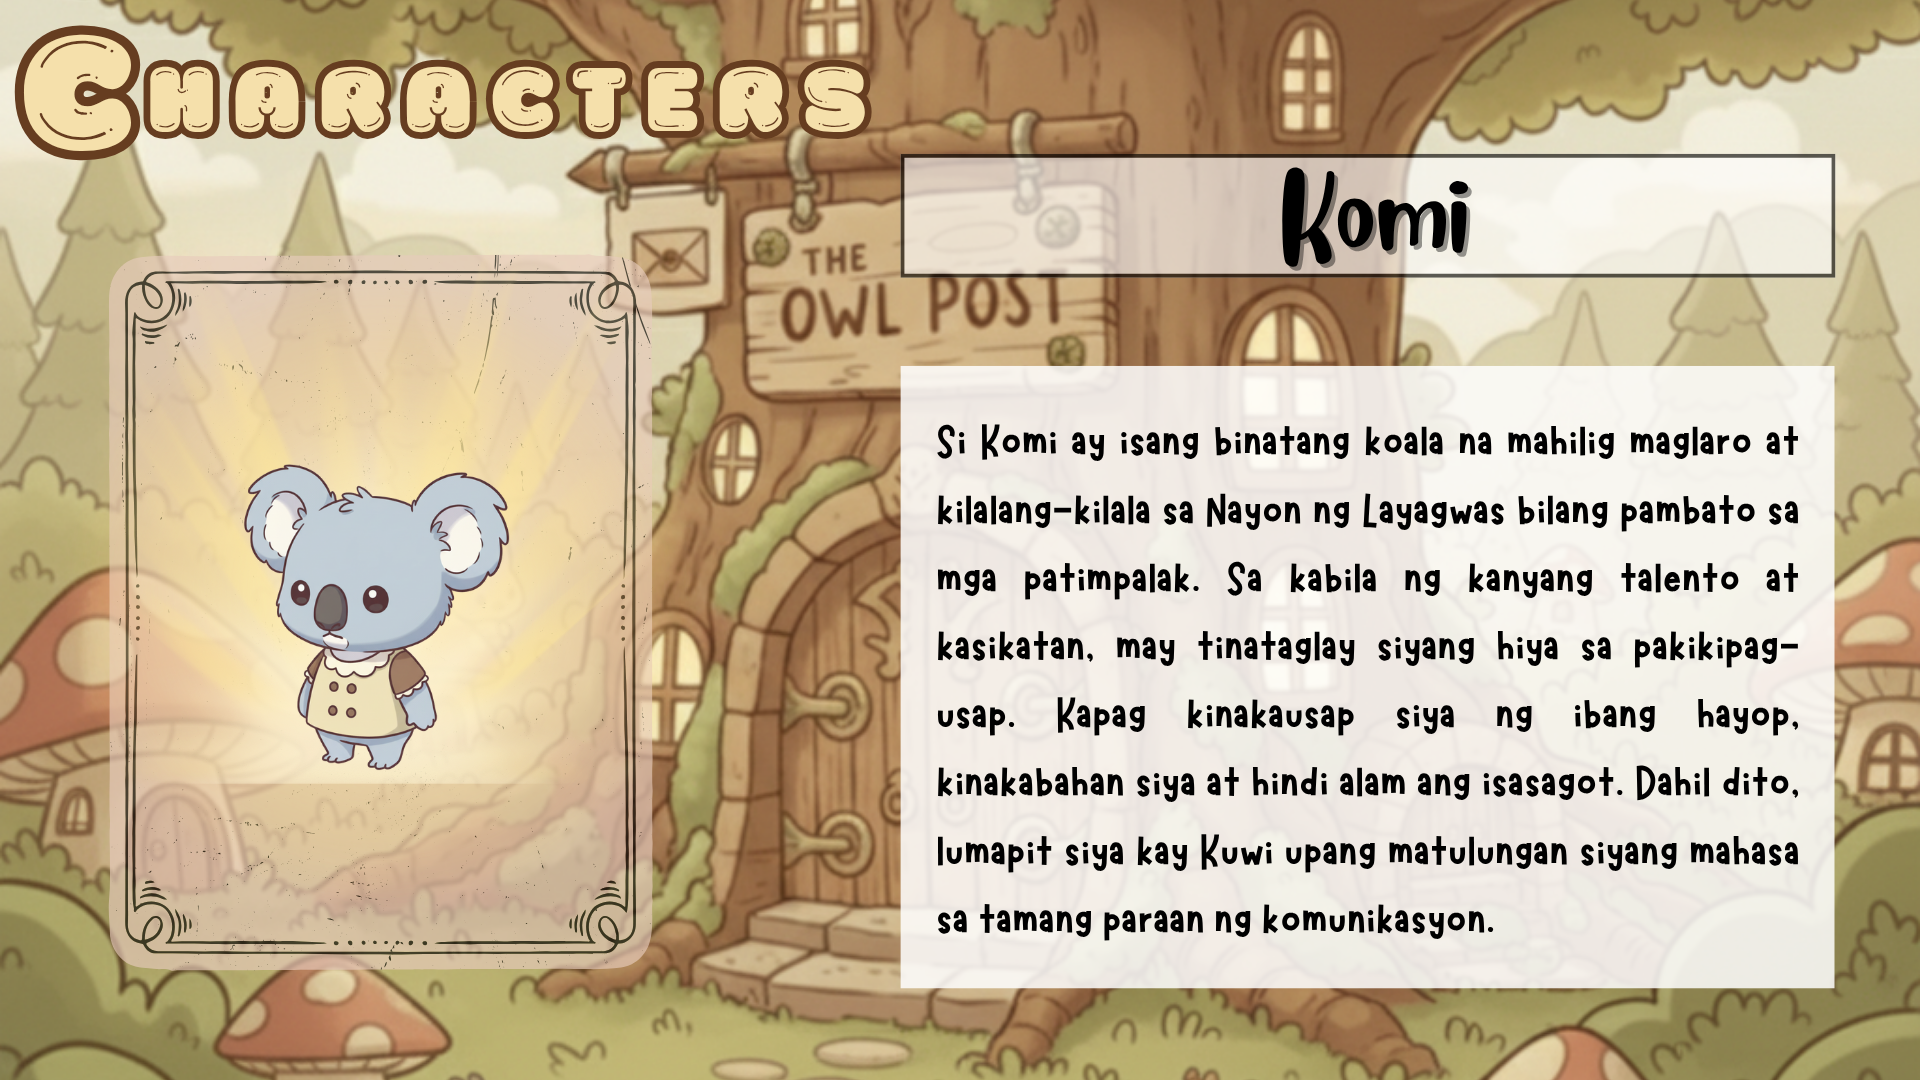 CHARACTERS
THE
OWL POST
Komi
Si Komi ay isang binatang koala na mahilig maglaro at
kilalang-kilala sa Nayon ng Layagwas bilang pambato sa
mga patimpalak. Sa kabila ng kanyang talento at
kasikatan, may tinataglay siyang hiya sa pakikipag-
usap. Kapag kinakausap siya ng ibang hayop,
kinakabahan siya at hindi alam ang isasagot. Dahil dito,
lumapit siya kay Kuwi upang matulungan siyang mahasa
sa tamang paraan ng komunikasyon.